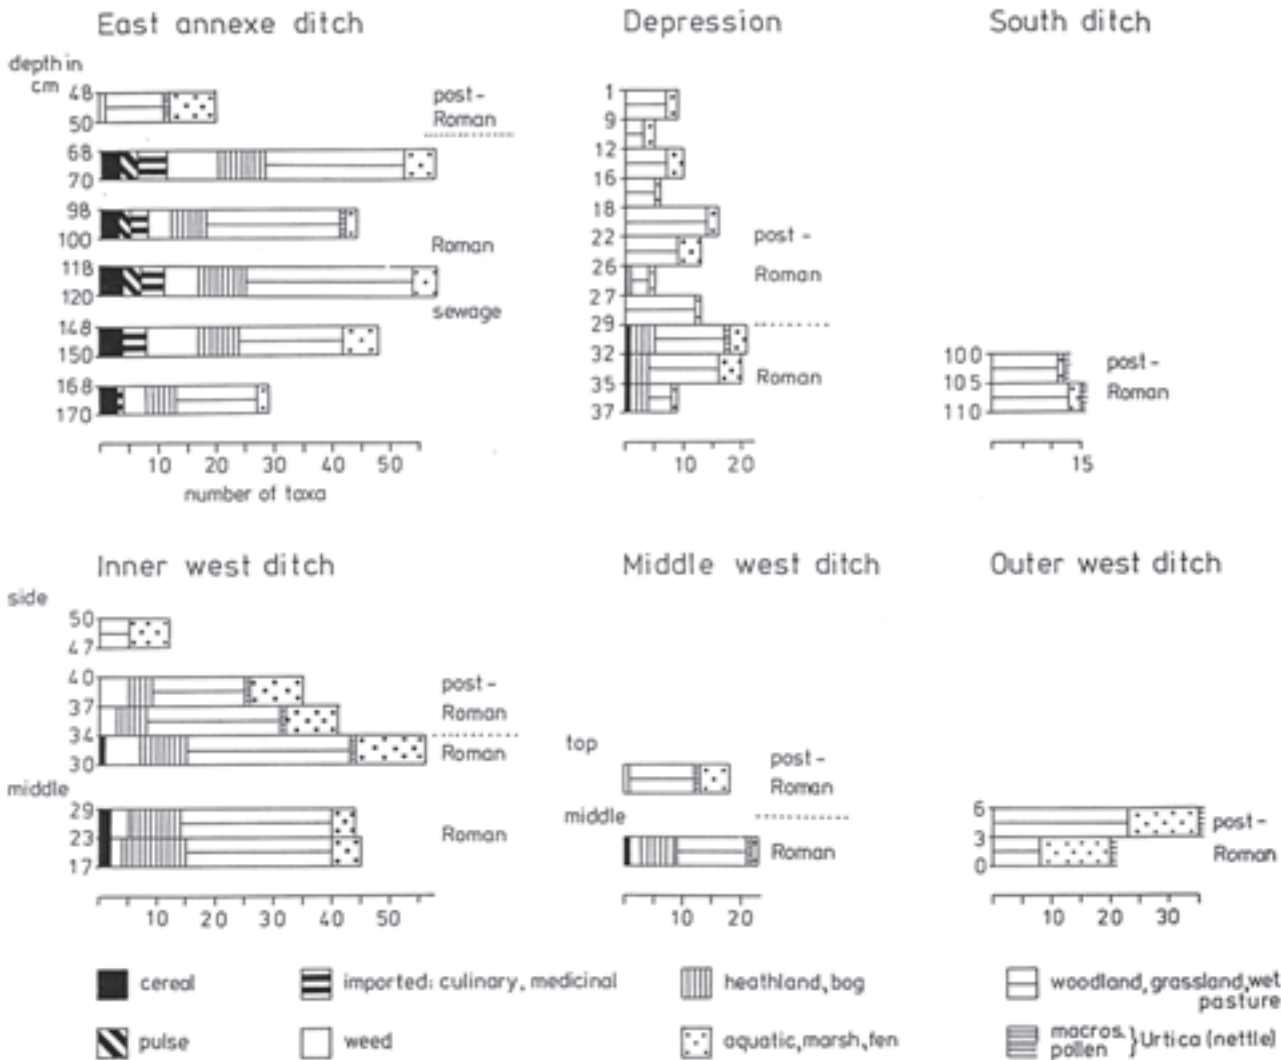 East annexe ditch
depth in
cm
48
50
post-
Roman
68
70
98
100
Roman
118
120
sewage
148
150
168
170
10 20 30 40 50
number of taxa
Depression
1
9
12
16
18
22
26
27
29
32
35
37
post-
Roman
Roman
10 20
South ditch
100
105
110
post-
Roman
15
Inner west ditch
side
50
47
40
37
34
30
post-
Roman
Roman
middle
29
23
17
Roman
10 20 30 40 50
Middle west ditch
top
post-
Roman
middle
Roman
10 20
Outer west ditch
6
3
0
post-
Roman
10 20 30
cereal
imported: culinary, medicinal
heathland, bog
woodland, grassland, wet
pasture
pulse
weed
aquatic, marsh, fen
macros. } Urtica (nettle)
pollen